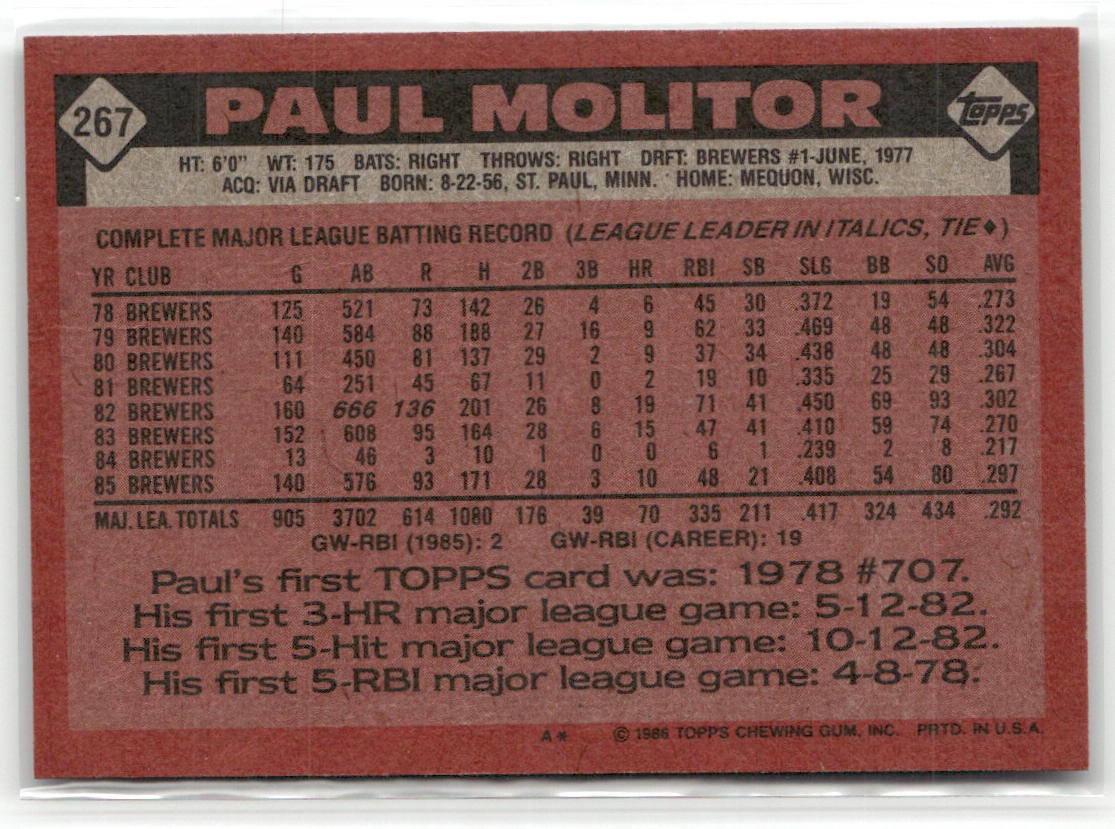 267
PAUL MOLITOR
TOPPS
HT: 6'0" WT: 175 BATS: RIGHT THROWS: RIGHT DRFT: BREWERS #1-JUNE, 1977
ACQ: VIA DRAFT BORN: 8-22-56, ST. PAUL, MINN. HOME: MEQUON, WISC.
COMPLETE MAJOR LEAGUE BATTING RECORD (LEAGUE LEADER IN ITALICS, TIE♦)
YR CLUB G AB R H 2B 3B HR RBI SB SLG BB SO AVG
78 BREWERS 125 521 73 142 26 4 6 45 30 .372 19 54 .273
79 BREWERS 140 584 88 188 27 16 9 62 33 .469 48 48 .322
80 BREWERS 111 450 81 137 29 2 9 37 34 .438 48 48 .304
81 BREWERS 64 251 45 67 11 0 2 19 10 .335 25 29 .267
82 BREWERS 160 666 136 201 26 8 19 71 41 .450 69 93 .302
83 BREWERS 152 608 95 164 28 6 15 47 41 .410 59 74 .270
84 BREWERS 13 46 3 10 1 0 0 6 1 .239 2 8 .217
85 BREWERS 140 576 93 171 28 3 10 48 21 .408 54 80 .297
MAJ. LEA. TOTALS 905 3702 614 1080 176 39 70 335 211 .417 324 434 .292
GW-RBI (1985): 2 GW-RBI (CAREER): 19
Paul's first TOPPS card was: 1978 #707.
His first 3-HR major league game: 5-12-82.
His first 5-Hit major league game: 10-12-82.
His first 5-RBI major league game: 4-8-78.
A* © 1986 TOPPS CHEWING GUM, INC. PRTD. IN U.S.A.